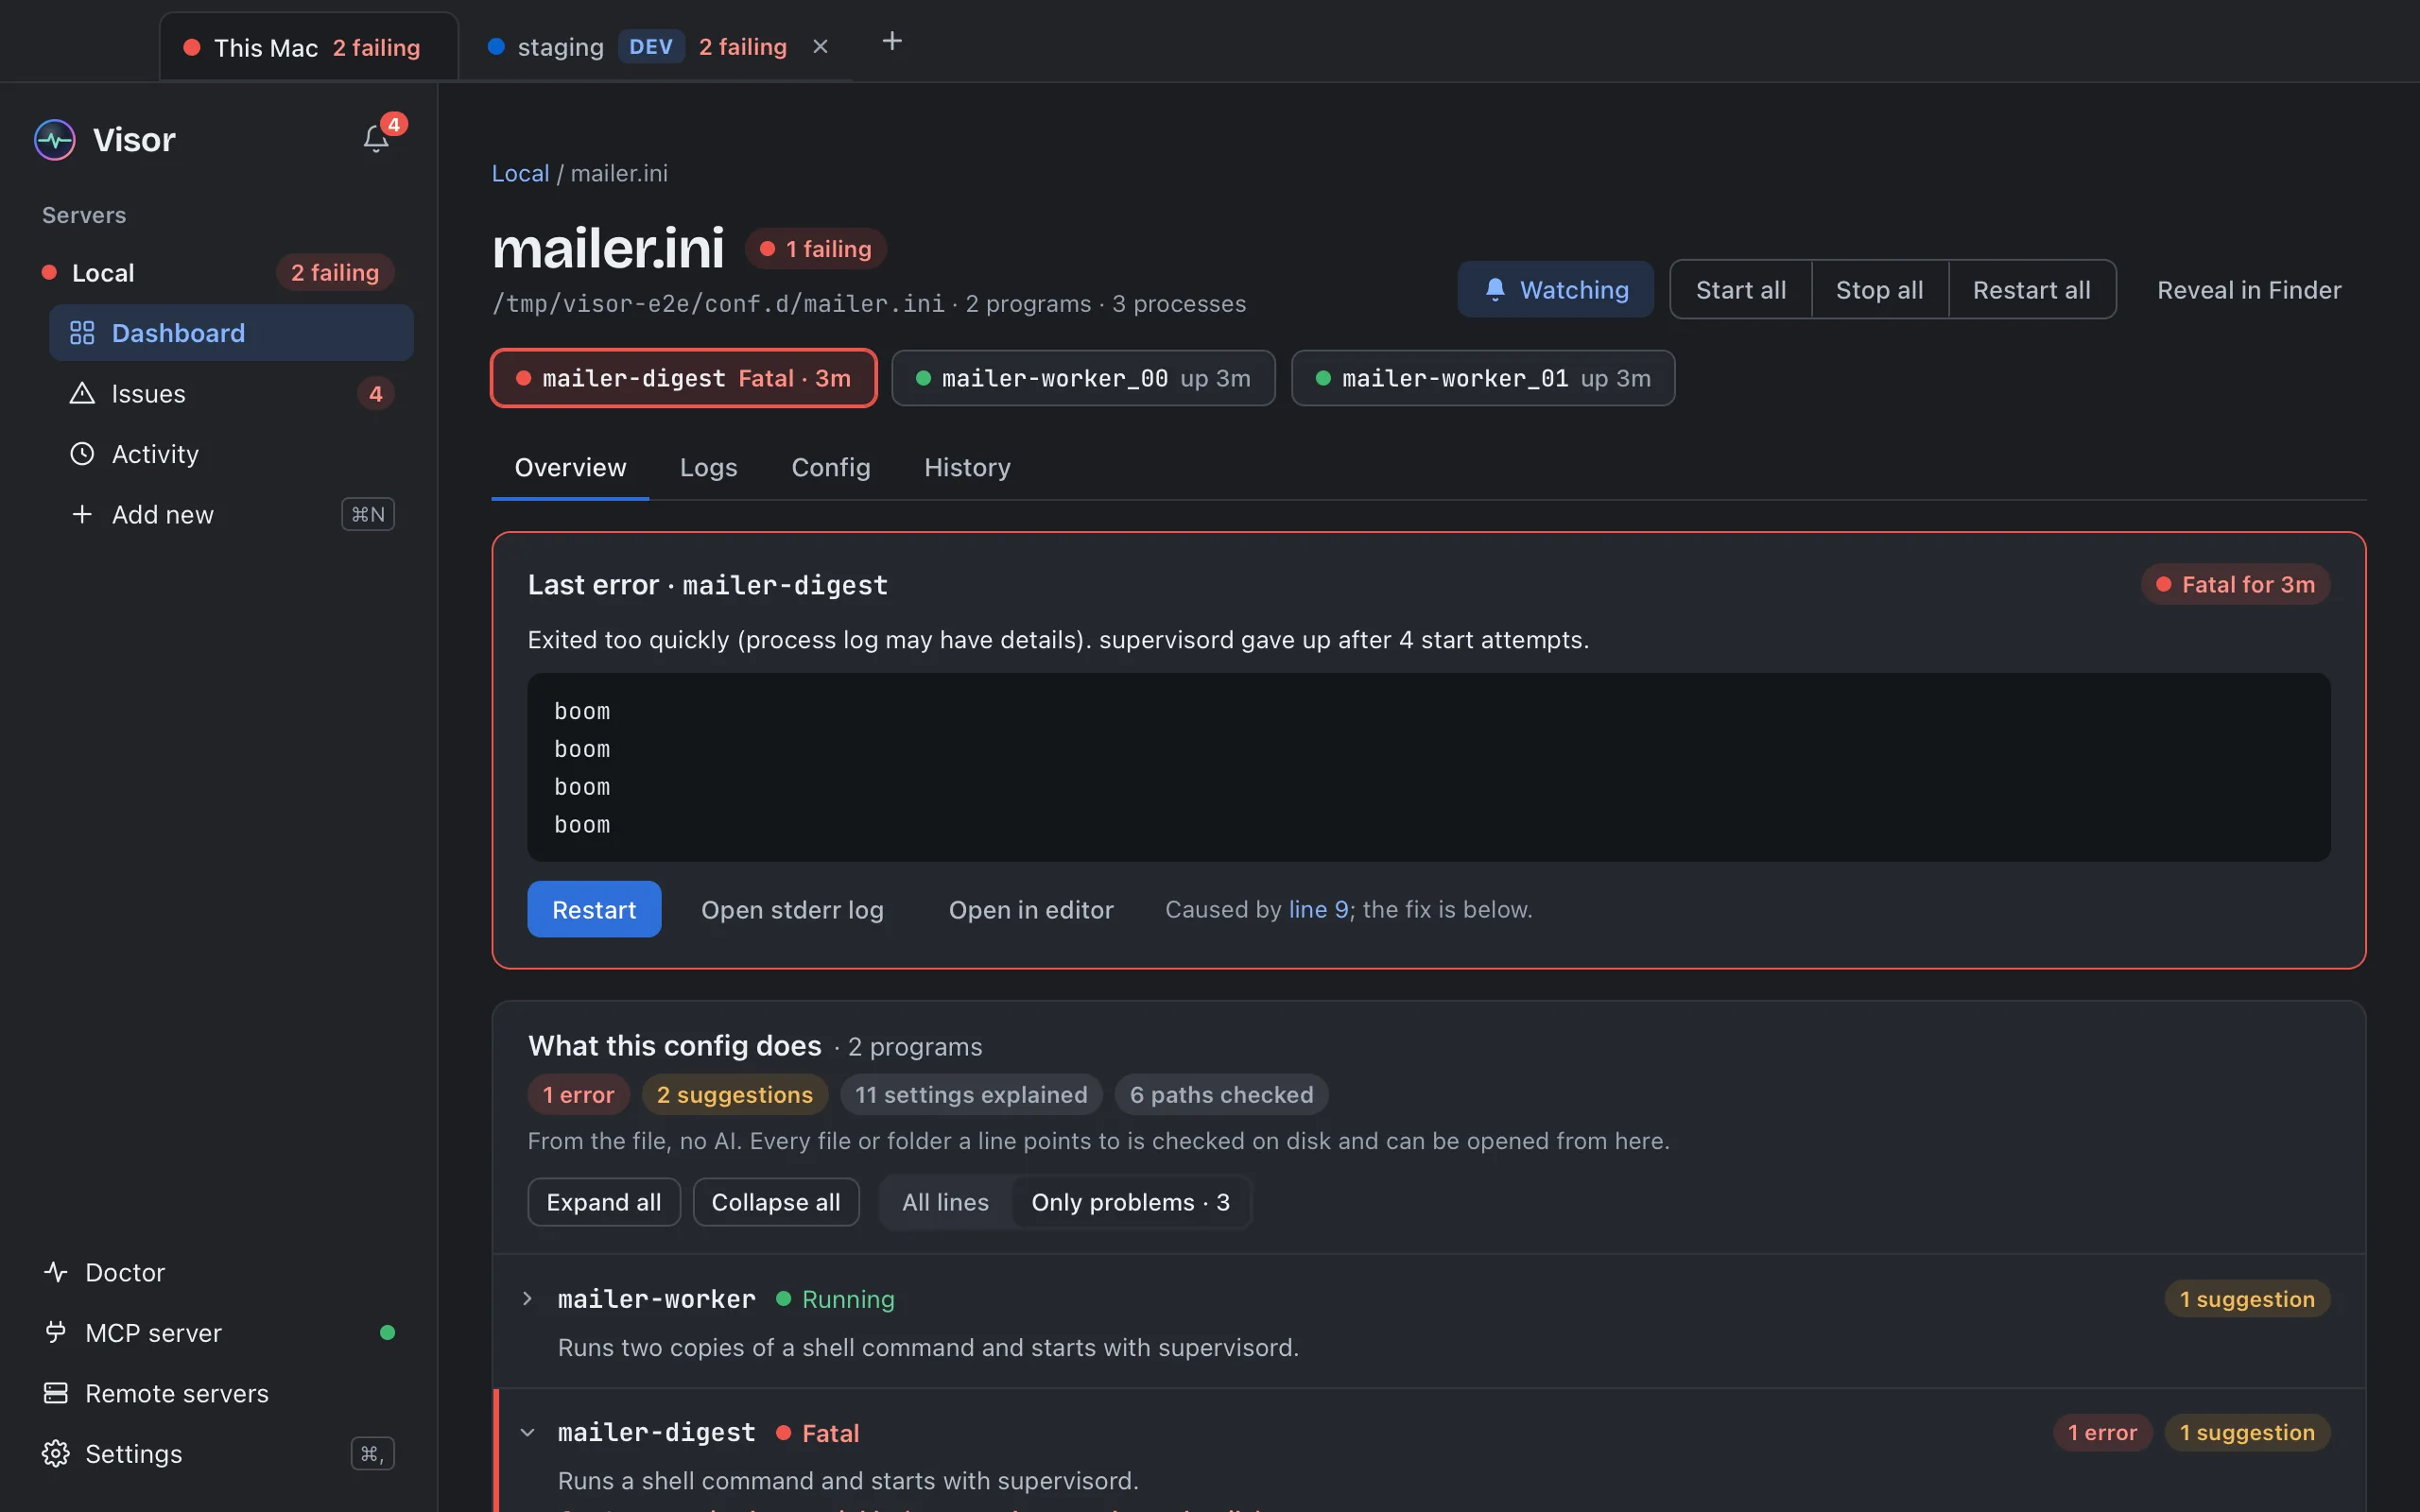 This Mac 2 failing
staging DEV 2 failing
Visor
4
Servers
Local 2 failing
Dashboard
Issues 4
Activity
Add new ⌘N
Doctor
MCP server
Remote servers
Settings ⌘,
Local / mailer.ini
mailer.ini 1 failing
/tmp/visor-e2e/conf.d/mailer.ini · 2 programs · 3 processes
Watching Start all Stop all Restart all Reveal in Finder
mailer-digest Fatal · 3m mailer-worker_00 up 3m mailer-worker_01 up 3m
Overview Logs Config History
Last error · mailer-digest Fatal for 3m
Exited too quickly (process log may have details). supervisord gave up after 4 start attempts.
boom
boom
boom
boom
Restart Open stderr log Open in editor Caused by line 9; the fix is below.
What this config does · 2 programs
1 error 2 suggestions 11 settings explained 6 paths checked
From the file, no AI. Every file or folder a line points to is checked on disk and can be opened from here.
Expand all Collapse all All lines Only problems · 3
mailer-worker Running 1 suggestion
Runs two copies of a shell command and starts with supervisord.
mailer-digest Fatal 1 error 1 suggestion
Runs a shell command and starts with supervisord.